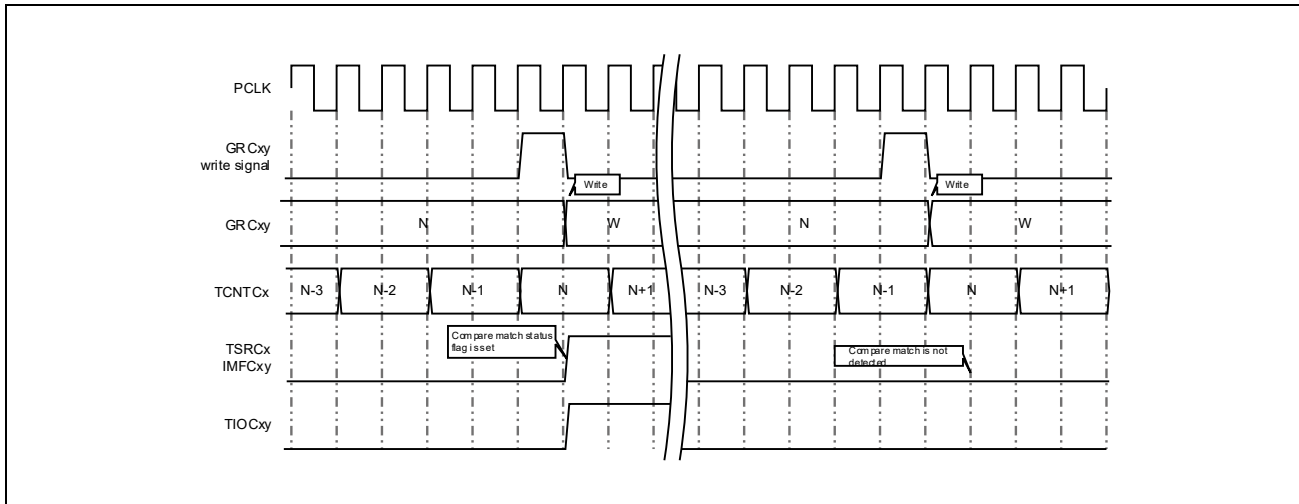 PCLK
GRCxy
write signal
Write
Write
GRCxy
N
W
N
W
TCNTCx
N-3
N-2
N-1
N
N+1
N-3
N-2
N-1
N
N+1
Compare match status
flag is set
TSRCx
IMFCxy
Compare match is not
detected
TIOCxy